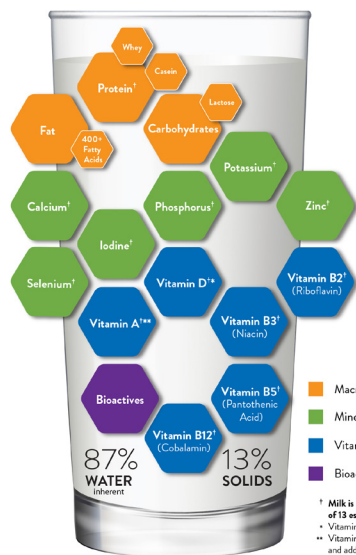 Whey
Protein†
Casein
Lactose
Fat
400+
Fatty
Acids
Carbohydrates
Potassium†
Calcium†
Phosphorus†
Zinc†
Iodine†
Selenium†
Vitamin D†*
Vitamin B2†
(Riboflavin)
Vitamin A†**
Vitamin B3†
(Niacin)
Bioactives
Vitamin B5†
(Pantothenic
Acid)
Vitamin B12†
(Cobalamin)
87%
WATER
inherent
13%
SOLIDS
Mac
Mine
Vita
Bioa
† Milk is
of 13 es
* Vitamin
** Vitamin
and ad